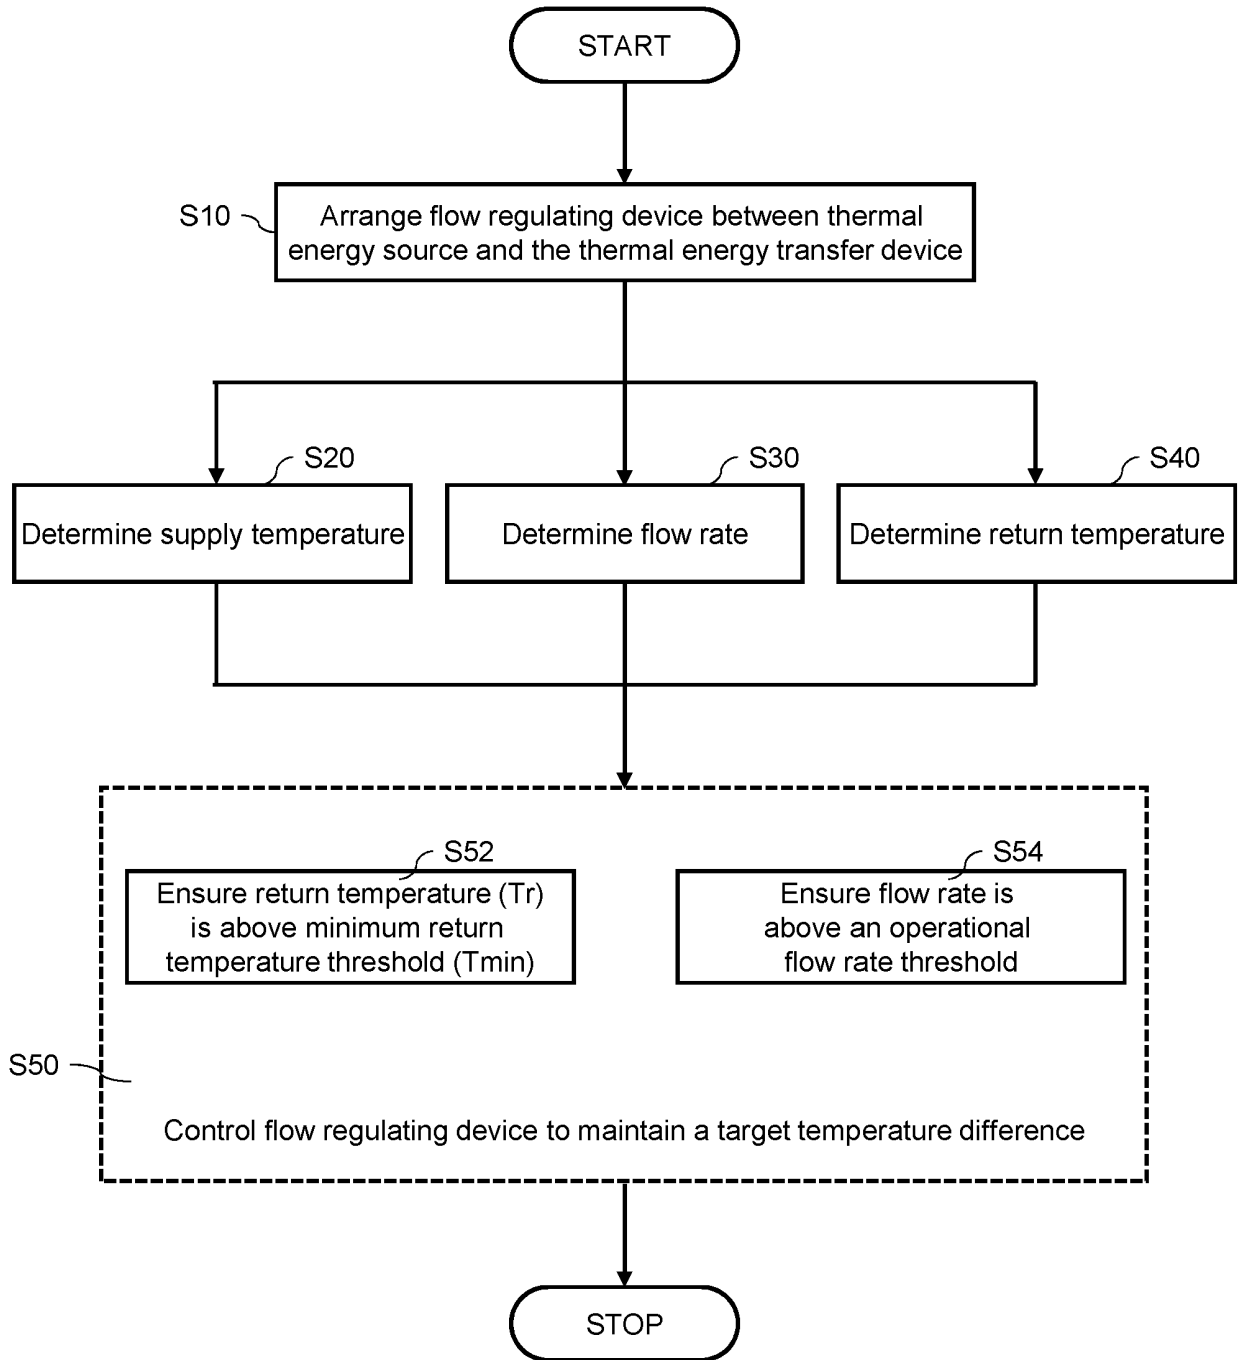 START
S10
Arrange flow regulating device between thermal
energy source and the thermal energy transfer device
S20
S30
S40
Determine supply temperature
Determine flow rate
Determine return temperature
S52
Ensure return temperature (Tr)
is above minimum return
temperature threshold (Tmin)
S54
Ensure flow rate is
above an operational
flow rate threshold
S50
Control flow regulating device to maintain a target temperature difference
STOP